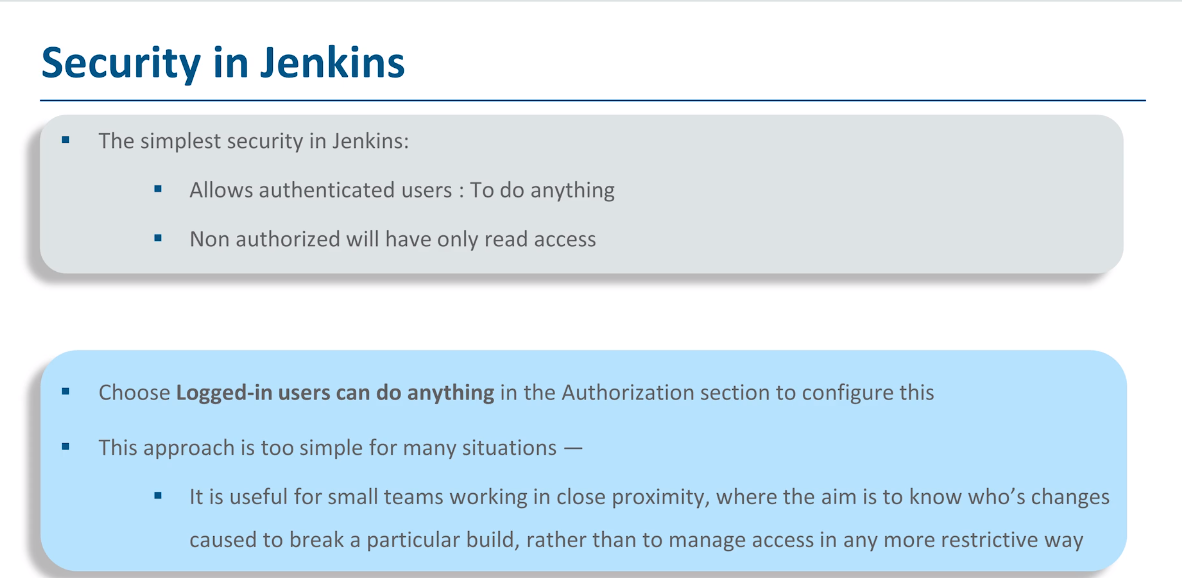 Security in Jenkins
▪ The simplest security in Jenkins:
▪ Allows authenticated users : To do anything
▪ Non authorized will have only read access
▪ Choose Logged-in users can do anything in the Authorization section to configure this
▪ This approach is too simple for many situations —
▪ It is useful for small teams working in close proximity, where the aim is to know who’s changes
caused to break a particular build, rather than to manage access in any more restrictive way